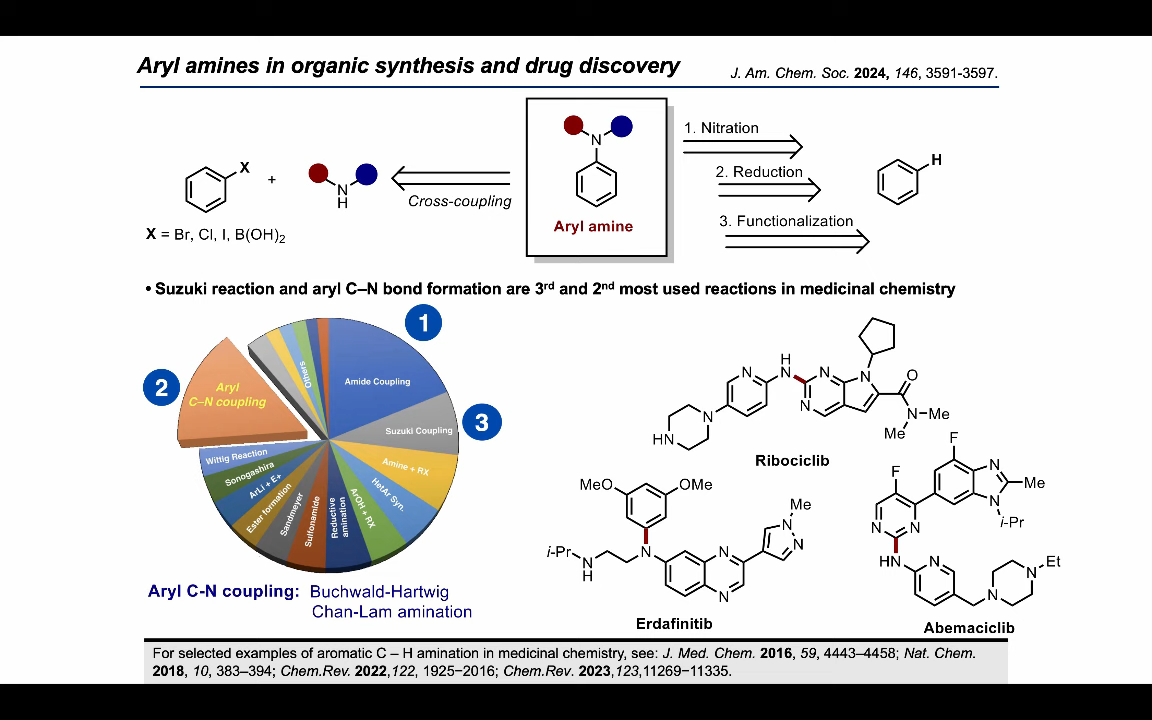 Aryl amines in organic synthesis and drug discovery
J. Am. Chem. Soc. 2024, 146, 3591-3597.
X
+
N
H
X = Br, Cl, I, B(OH)2
Cross-coupling
N
Aryl amine
1. Nitration
2. Reduction
3. Functionalization
H
• Suzuki reaction and aryl C–N bond formation are 3rd and 2nd most used reactions in medicinal chemistry
1
2
3
Aryl
C–N coupling
Others
Amide Coupling
Suzuki Coupling
Amine + RX
HetAr Syn.
ArOH + RX
Reductive
amination
Sulfonamide
Sandmeyer
Ester formation
ArLi + E+
Sonogashira
Wittig Reaction
Aryl C-N coupling: Buchwald-Hartwig
Chan-Lam amination
H
N
N
N
N
N
O
N
N
HN
N
Me
Me
Ribociclib
MeO
OMe
i-Pr
N
H
N
N
N
Me
N
N
Erdafinitib
F
F
N
N
Me
i-Pr
N
N
HN
N
N
N
Et
Abemaciclib
For selected examples of aromatic C – H amination in medicinal chemistry, see: J. Med. Chem. 2016, 59, 4443–4458; Nat. Chem.
2018, 10, 383–394; Chem.Rev. 2022,122, 1925−2016; Chem.Rev. 2023,123,11269−11335.